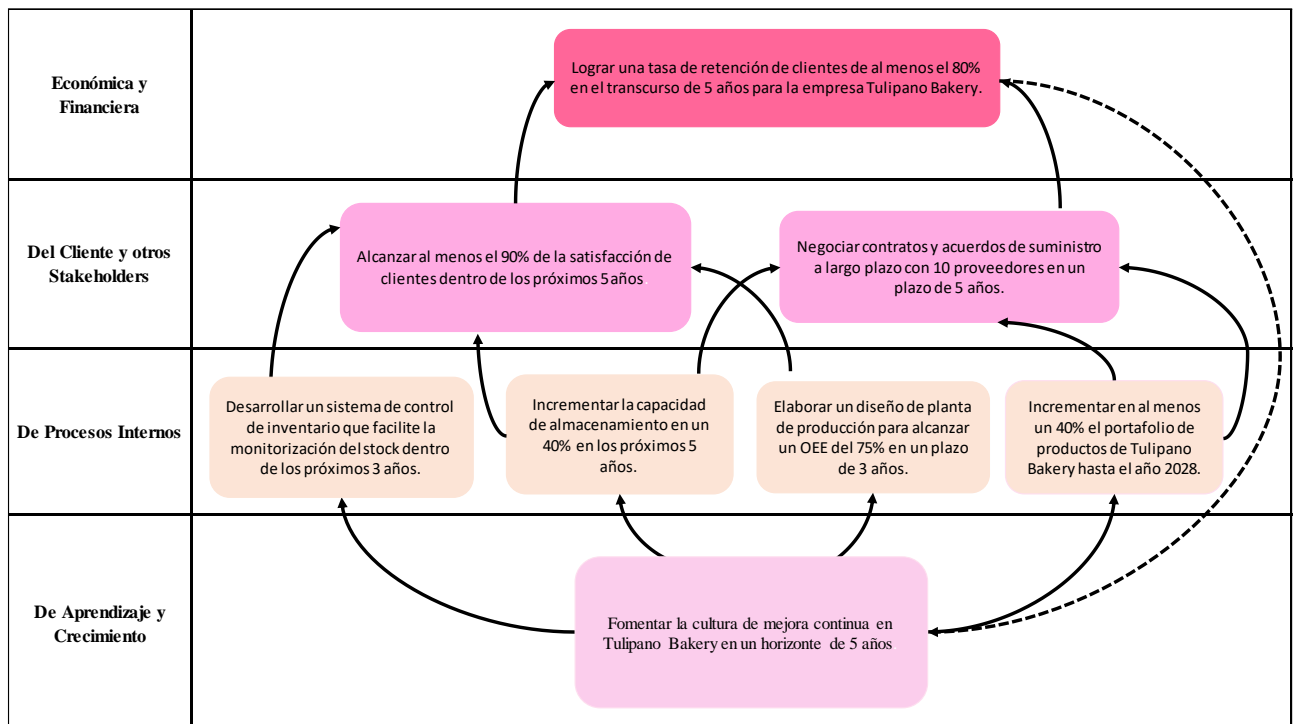 Económica y
Financiera
Lograr una tasa de retención de clientes de al menos el 80%
en el transcurso de 5 años para la empresa Tulipano Bakery.
Del Cliente y otros
Stakeholders
Alcanzar al menos el 90% de la satisfacción de
clientes dentro de los próximos 5 años.
Negociar contratos y acuerdos de suministro
a largo plazo con 10 proveedores en un
plazo de 5 años.
De Procesos Internos
Desarrollar un sistema de control
de inventario que facilite la
monitorización del stock dentro
de los próximos 3 años.
Incrementar la capacidad
de almacenamiento en un
40% en los próximos 5
años.
Elaborar un diseño de planta
de producción para alcanzar
un OEE del 75% en un plazo
de 3 años.
Incrementar en al menos
un 40% el portafolio de
productos de Tulipano
Bakery hasta el año 2028.
De Aprendizaje y
Crecimiento
Fomentar la cultura de mejora continua en
Tulipano Bakery en un horizonte de 5 años